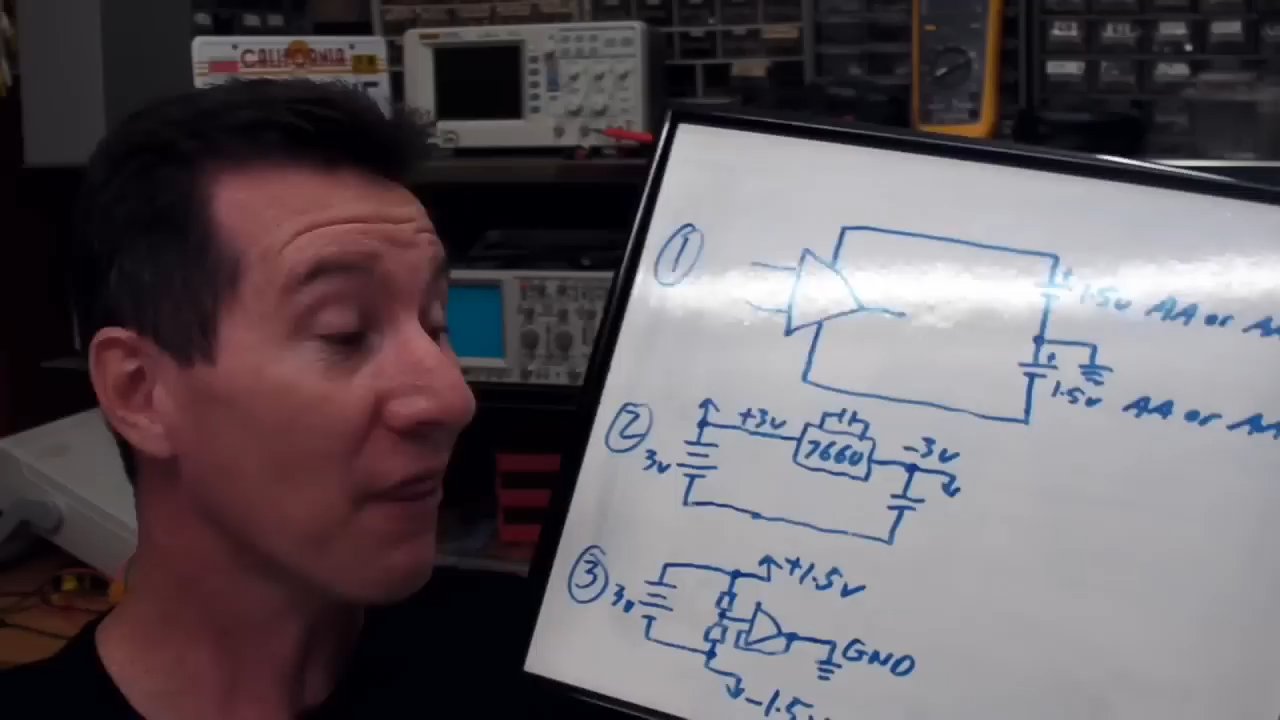 CALIFORNIA
1
+
1.5v AA or
+
1.5v AA or
2
+3v
7660
-3v
3v
3
+1.5v
3v
GND
-1.5v